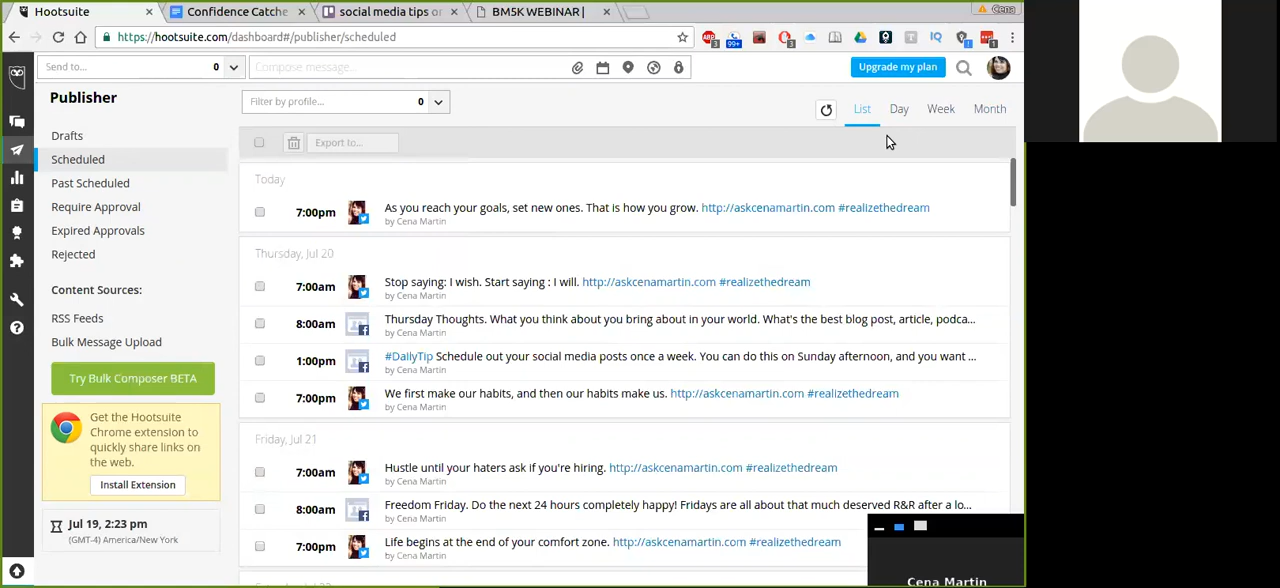 Hootsuite
Confidence Catche
social media tips or
BM5K WEBINAR |
Cena
https://hootsuite.com/dashboard#/publisher/scheduled
3
99+
3
IQ
1
Send to...
0
Compose message...
Upgrade my plan
Publisher
Filter by profile...
0
List
Day
Week
Month
Drafts
Scheduled
Past Scheduled
Require Approval
Expired Approvals
Rejected
Content Sources:
RSS Feeds
Bulk Message Upload
Try Bulk Composer BETA
Get the Hootsuite
Chrome extension to
quickly share links on
the web.
Install Extension
Jul 19, 2:23 pm
(GMT-4) America/New York
Export to...
Today
7:00pm
As you reach your goals, set new ones. That is how you grow. http://askcenamartin.com #realizethedream
by Cena Martin
Thursday, Jul 20
7:00am
Stop saying: I wish. Start saying : I will. http://askcenamartin.com #realizethedream
by Cena Martin
8:00am
Thursday Thoughts. What you think about you bring about in your world. What's the best blog post, article, podca...
by Cena Martin
1:00pm
#DailyTip Schedule out your social media posts once a week. You can do this on Sunday afternoon, and you want ...
by Cena Martin
7:00pm
We first make our habits, and then our habits make us. http://askcenamartin.com #realizethedream
by Cena Martin
Friday, Jul 21
7:00am
Hustle until your haters ask if you're hiring. http://askcenamartin.com #realizethedream
by Cena Martin
8:00am
Freedom Friday. Do the next 24 hours completely happy! Fridays are all about that much deserved R&R after a lo...
by Cena Martin
7:00pm
Life begins at the end of your comfort zone. http://askcenamartin.com #realizethedream
by Cena Martin
Cena Martin